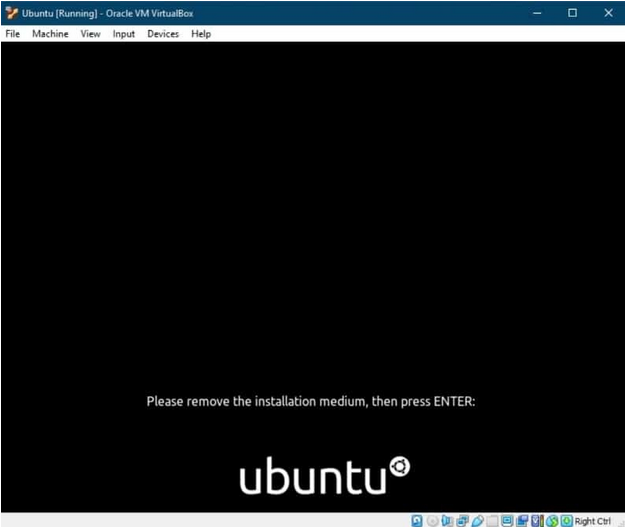 Ubuntu [Running] - Oracle VM VirtualBox
File Machine View Input Devices Help
Please remove the installation medium, then press ENTER:
ubuntu
Right Ctrl